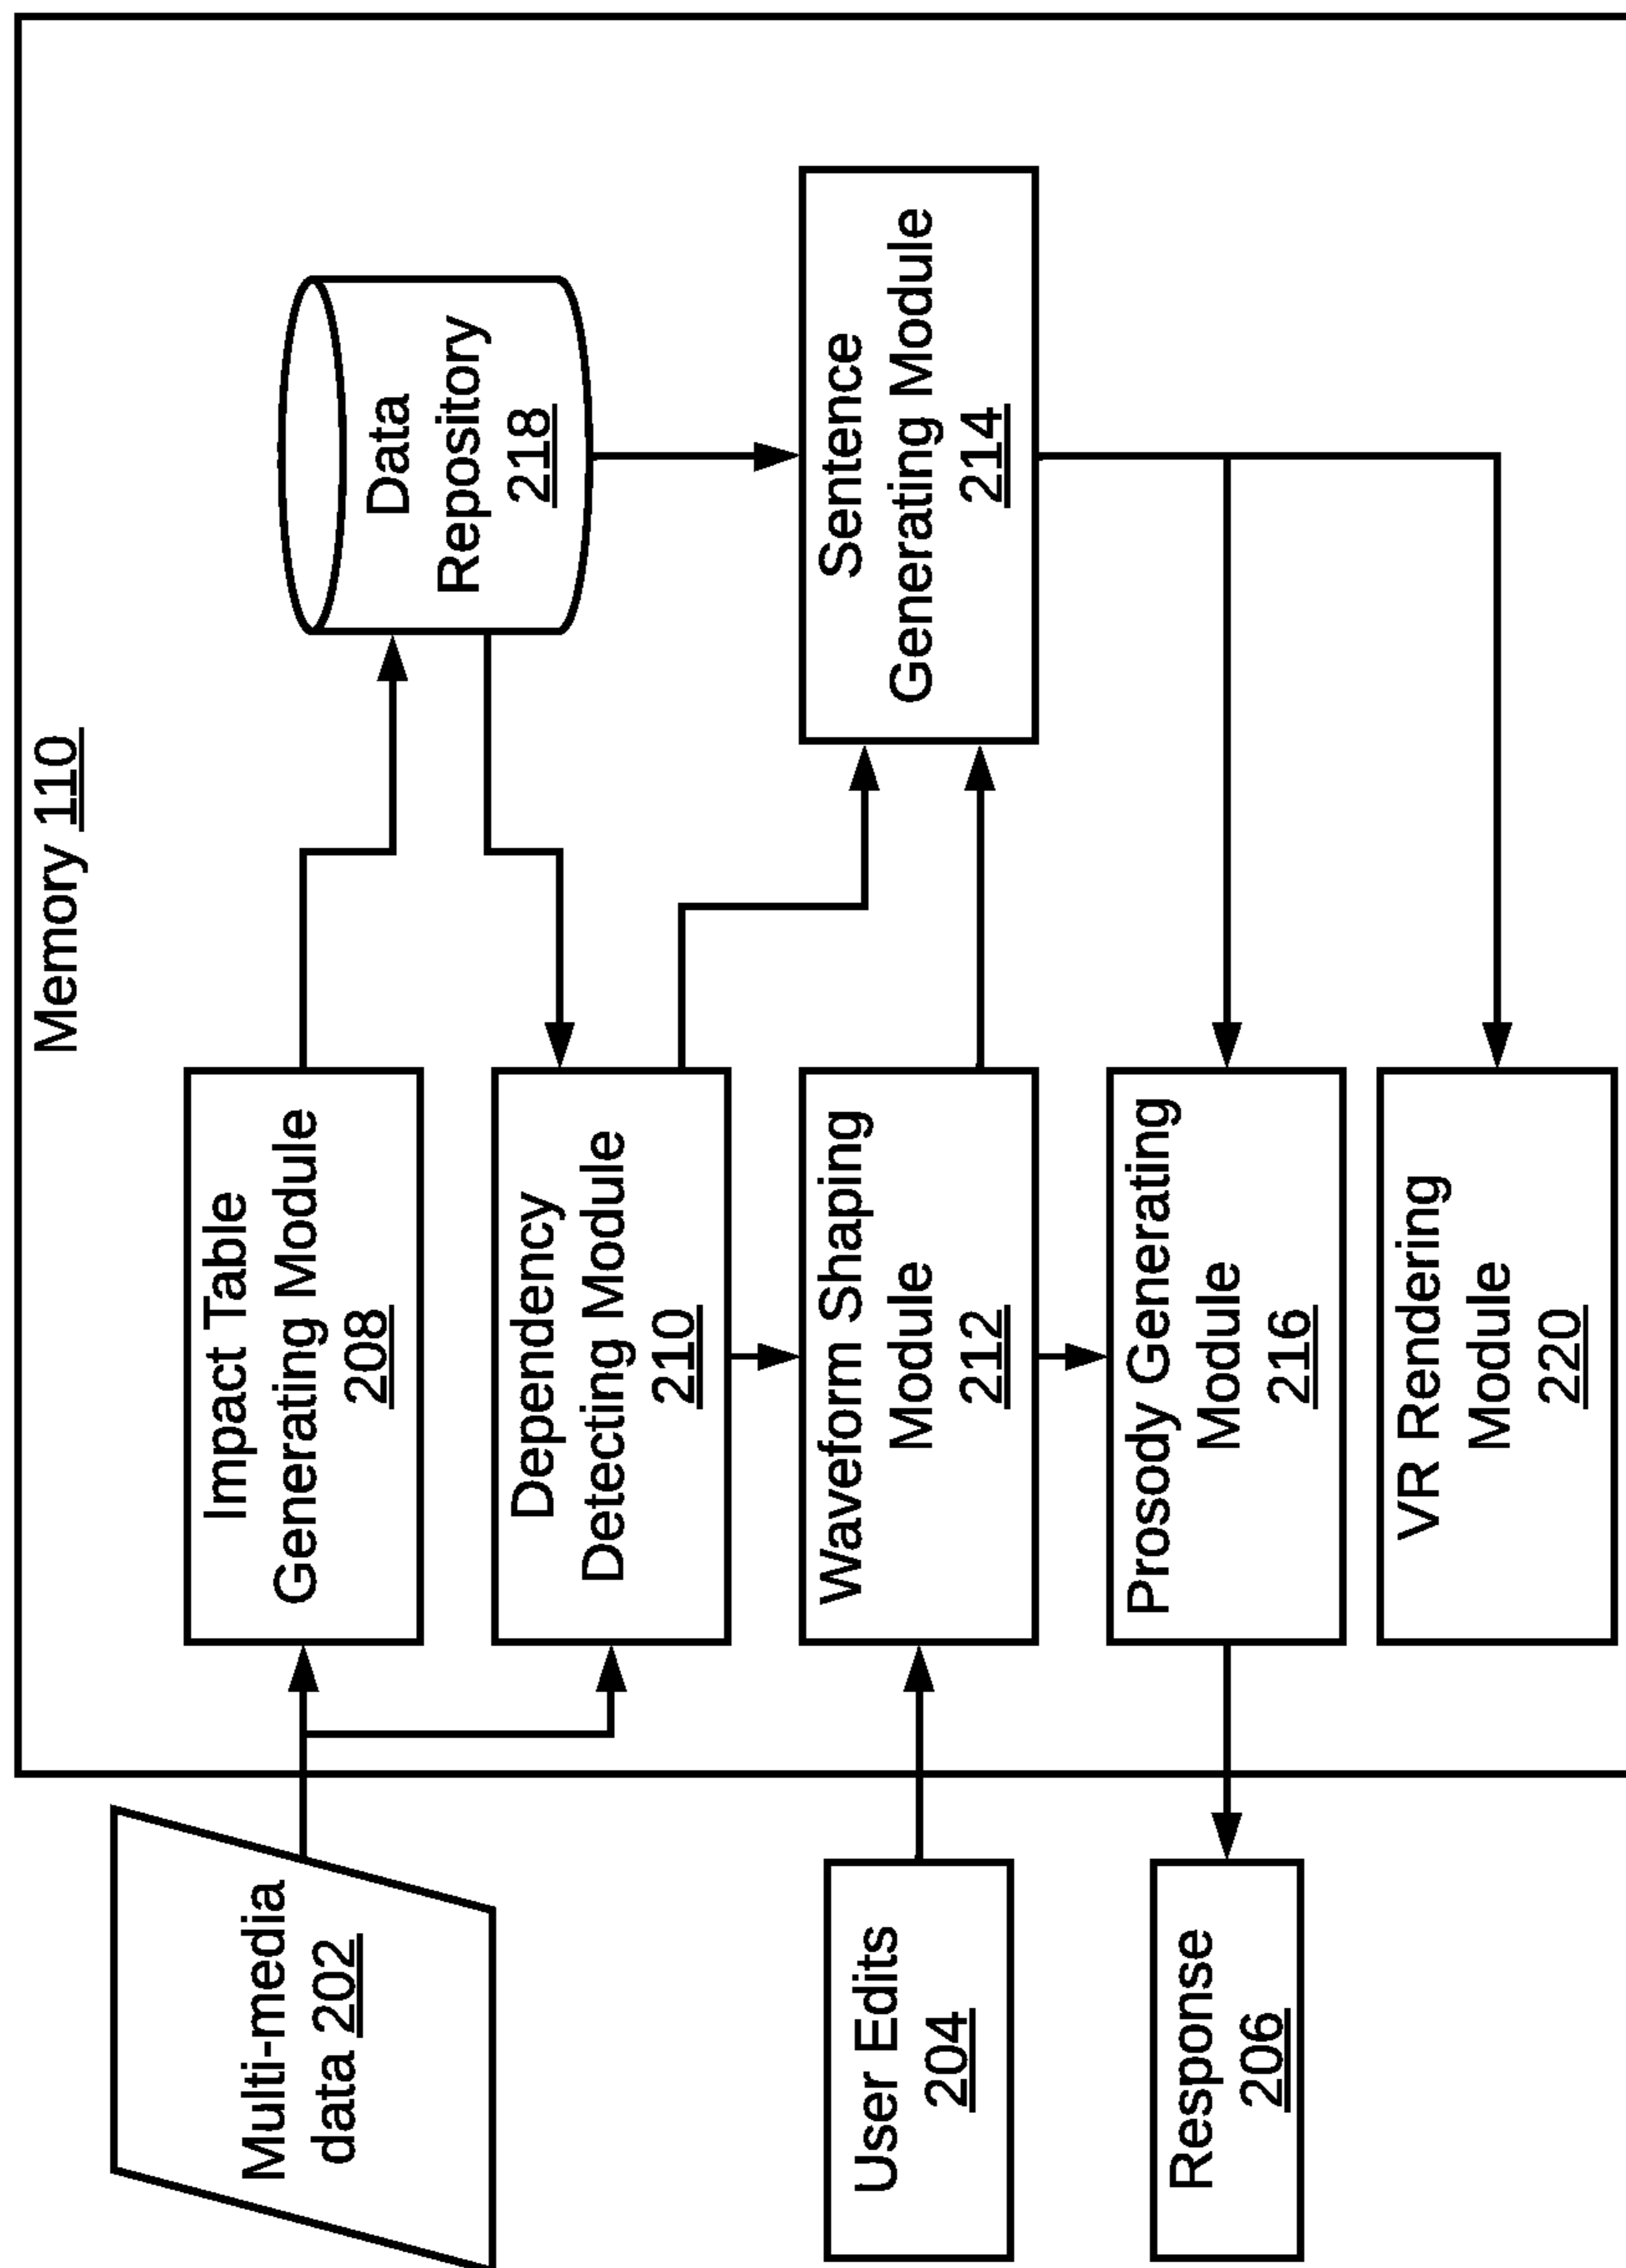 Memory 110
Multi-media
data 202
Impact Table
Generating Module
208
Data
Repository
218
Dependency
Detecting Module
210
User Edits
204
Waveform Shaping
Module
212
Sentence
Generating Module
214
Response
206
Prosody Generating
Module
216
VR Rendering
Module
220